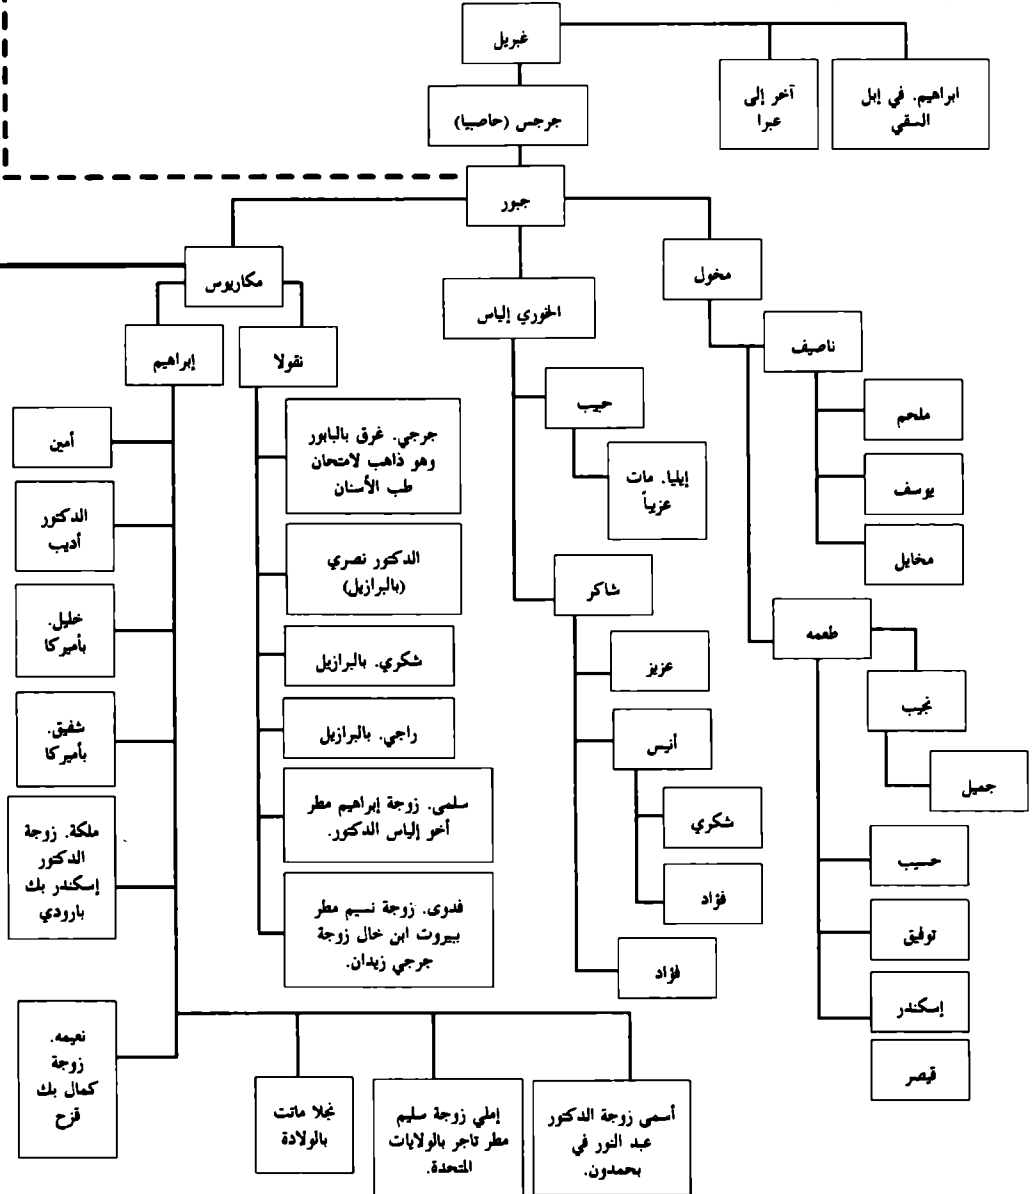 غبريل
آخر إلى
عبرا
ابراهيم. في إبل
السقي
جرجس (حاصبيا)
جبور
مخول
مكاريوس
الخوري إلياس
ناصيف
إبراهيم
نقولا
ملحم
يوسف
مخايل
حبيب
إيليا. مات
عزيباً
شاكر
عزيز
أنيس
شكري
فؤاد
فؤاد
طعمه
نجيب
جميل
حسيب
توفيق
إسكندر
قيصر
جرجي. غرق بالبابور
وهو ذاهب لامتحان
طب الأسنان
الدكتور نصري
(بالبرازيل)
شكري. بالبرازيل
راجي. بالبرازيل
سلمى. زوجة إبراهيم مطر
أخو إلياس الدكتور.
فدوى. زوجة نسيم مطر
ببيروت ابن خال زوجة
جرجي زيدان.
أمين
الدكتور
أديب
خليل.
بأميركا
شفيق.
بأميركا
ملكة. زوجة
الدكتور
إسكندر بك
بارودي
نعيمه.
زوجة
كمال بك
قزح
نجلا ماتت
بالولادة
إملي زوجة سليم
مطر تاجر بالولايات
المتحدة.
أسمى زوجة الدكتور
عبد النور في
بحمدون.